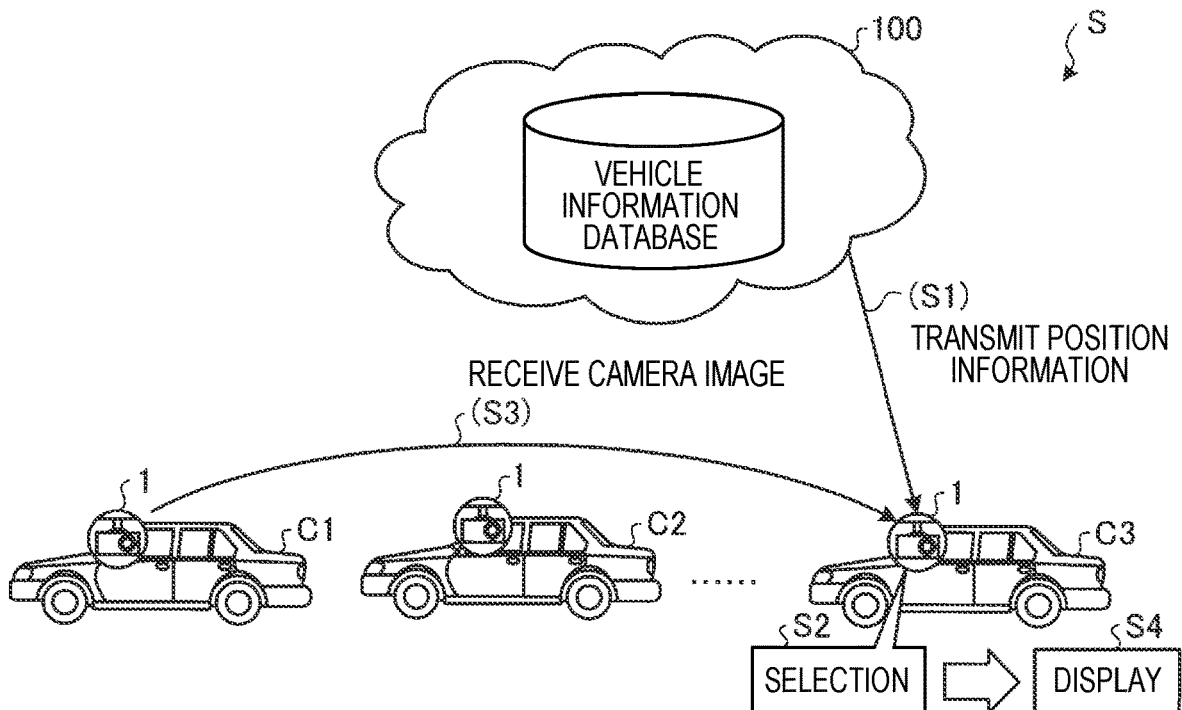 100
S
VEHICLE
INFORMATION
DATABASE
(S1)
TRANSMIT POSITION
INFORMATION
RECEIVE CAMERA IMAGE
(S3)
1
C1
1
C2
1
C3
S2
SELECTION
S4
DISPLAY